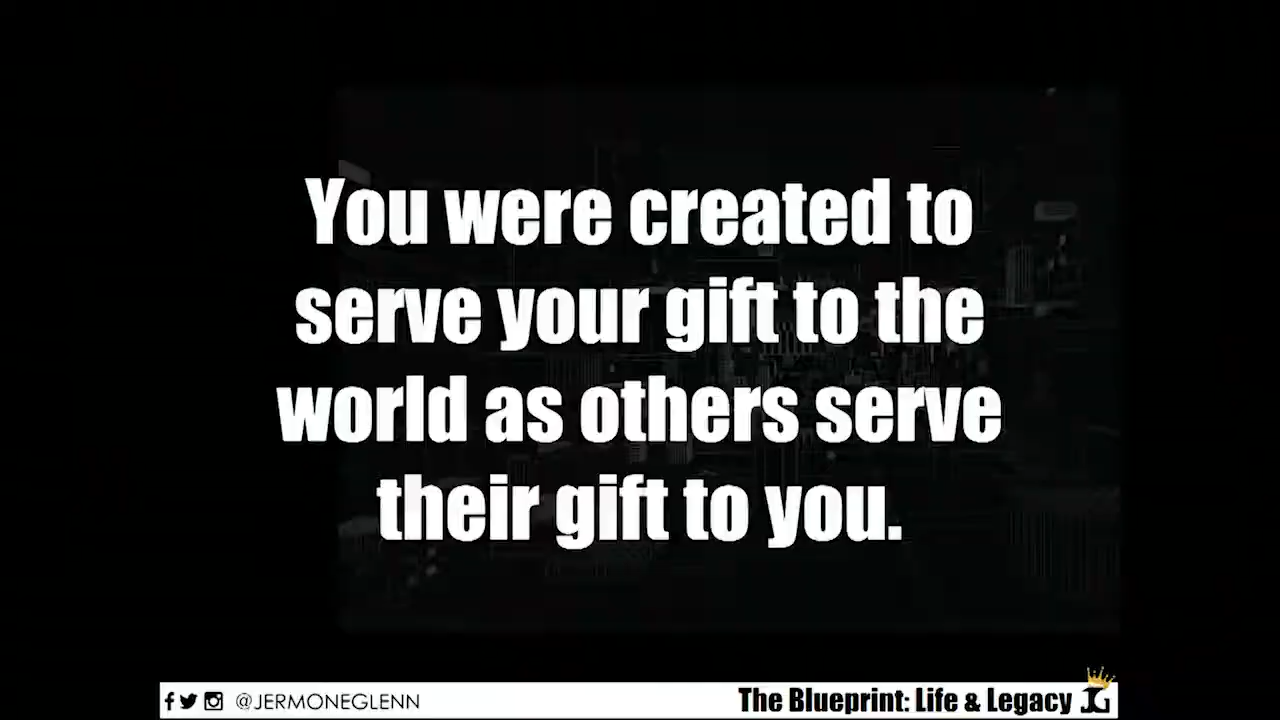 You were created to
serve your gift to the
world as others serve
their gift to you.
@JERMONEGLENN
The Blueprint: Life & Legacy JG